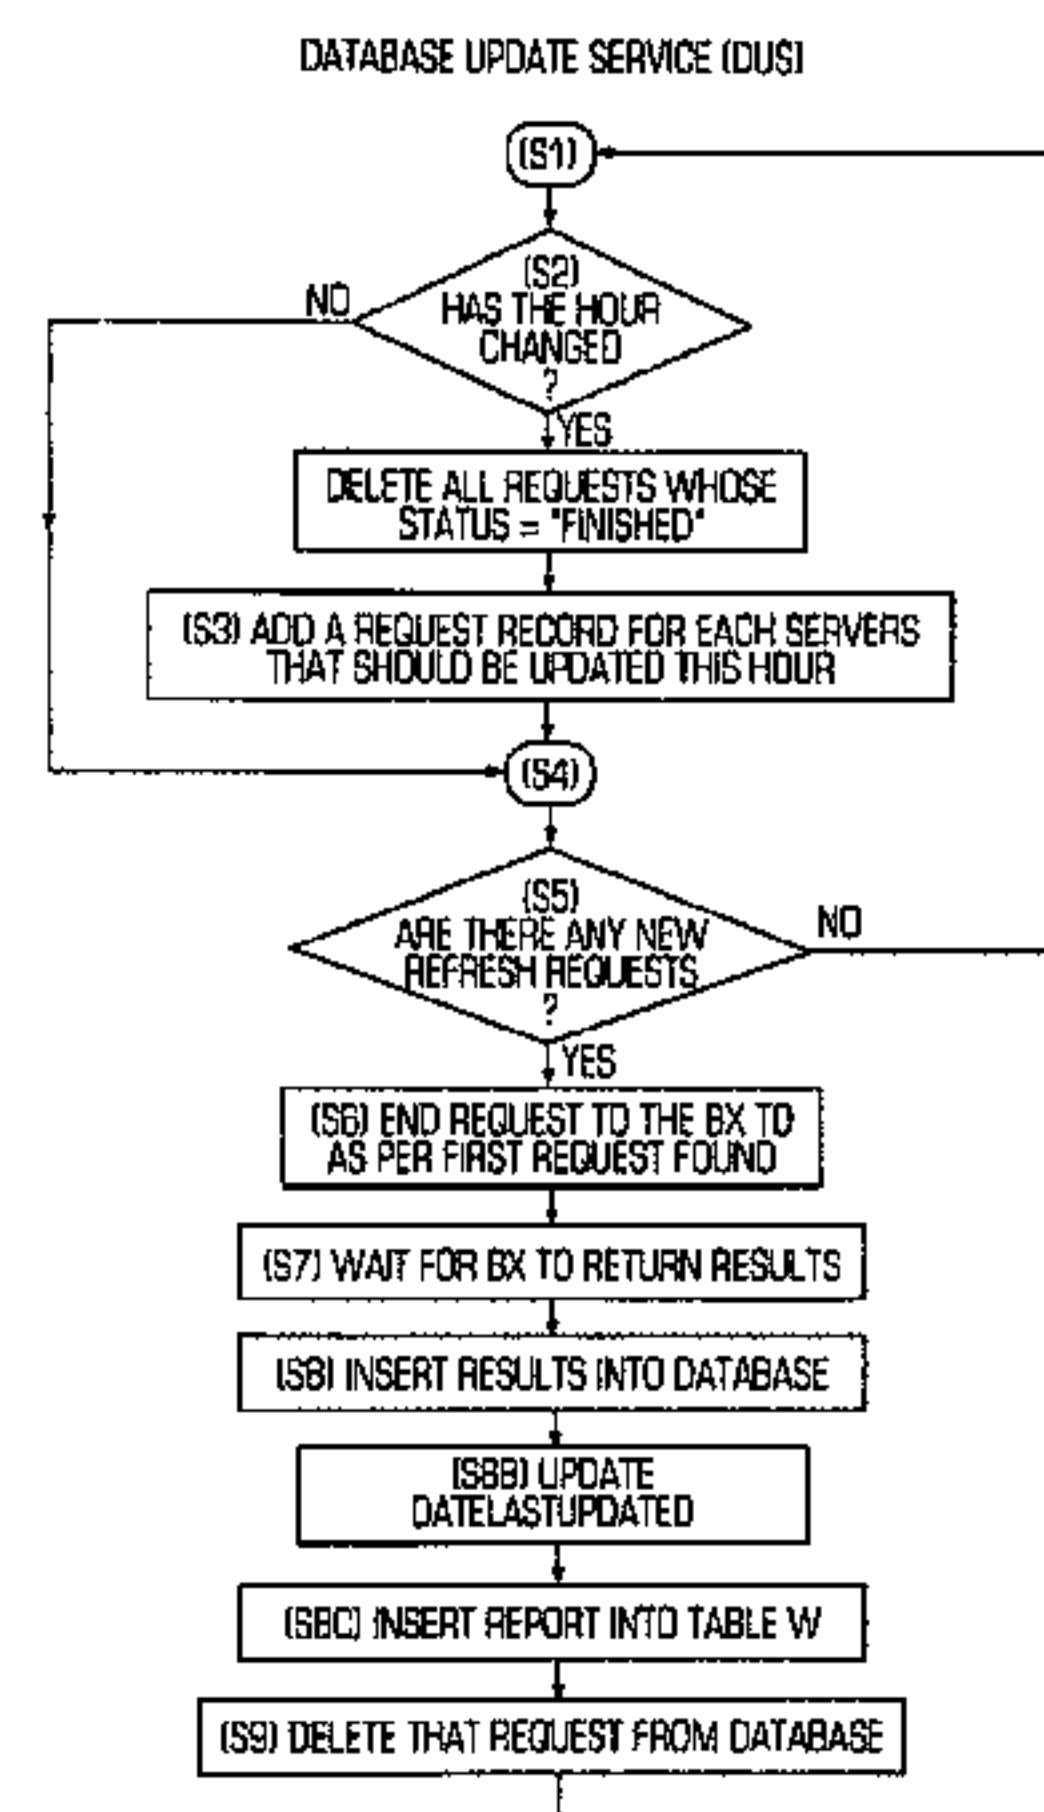 DATABASE UPDATE SERVICE (DUS)
(S1)
(S2)
HAS THE HOUR
CHANGED
?
NO
YES
DELETE ALL REQUESTS WHOSE
STATUS = "FINISHED"
(S3) ADD A REQUEST RECORD FOR EACH SERVERS
THAT SHOULD BE UPDATED THIS HOUR
(S4)
(S5)
ARE THERE ANY NEW
REFRESH REQUESTS
?
NO
YES
(S6) END REQUEST TO THE BX TO
AS PER FIRST REQUEST FOUND
(S7) WAIT FOR BX TO RETURN RESULTS
(S8) INSERT RESULTS INTO DATABASE
(S8B) UPDATE
DATELASTUPDATED
(S8C) INSERT REPORT INTO TABLE W
(S9) DELETE THAT REQUEST FROM DATABASE